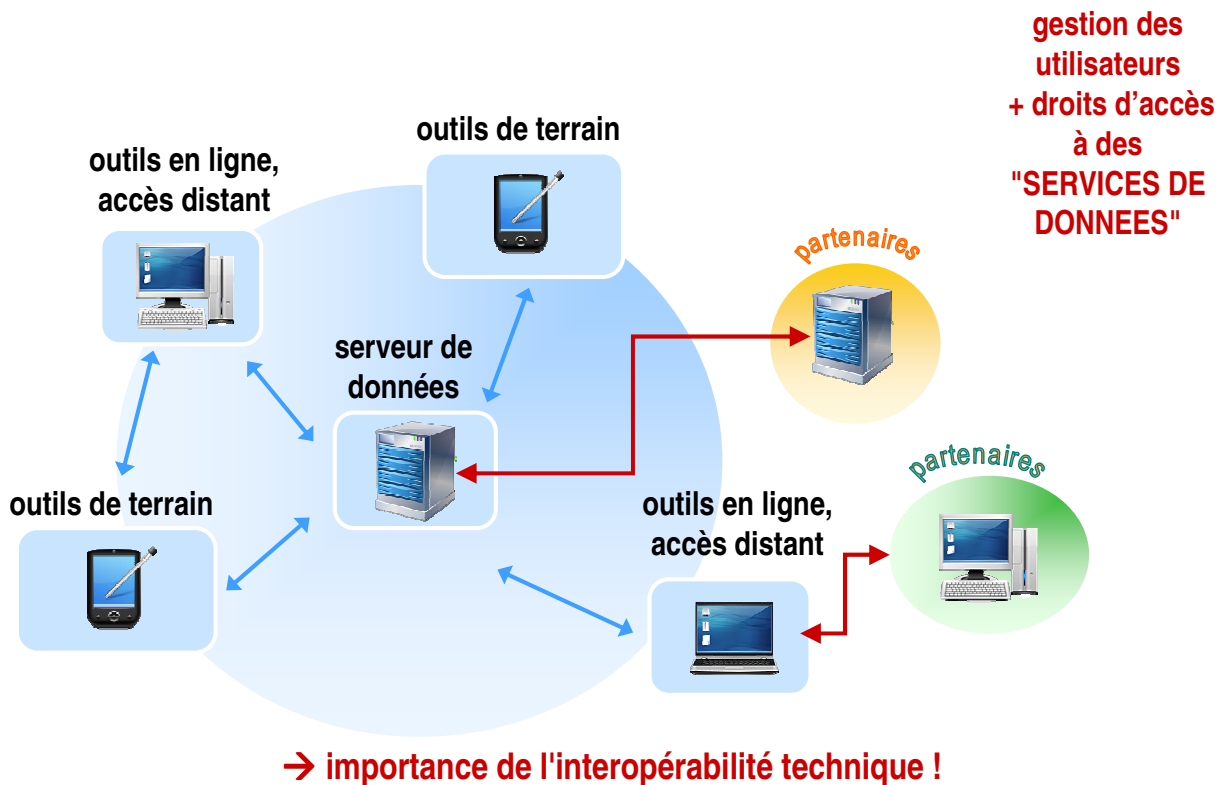 gestion des
utilisateurs
+ droits d'accès
à des
"SERVICES DE
DONNEES"
outils de terrain
outils en ligne,
accès distant
partenaires
serveur de
données
partenaires
outils de terrain
outils en ligne,
accès distant
→ importance de l'interopérabilité technique !